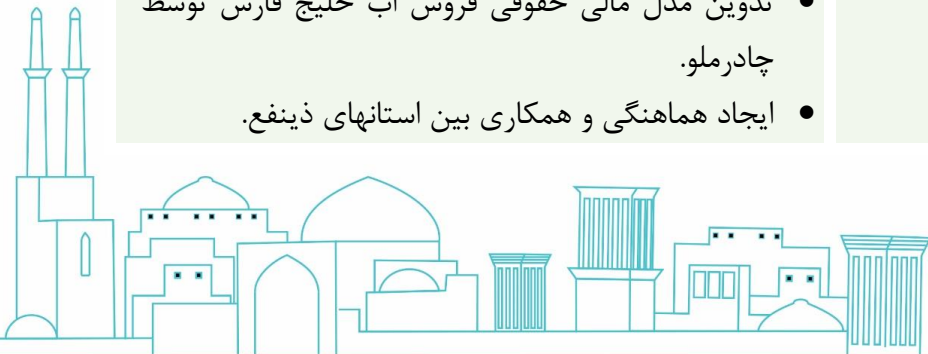 • تدوین مدل مالی حقوقی فروش آب خلیج فارس توسط
چادرملو.
• ایجاد هماهنگی و همکاری بین استانهای ذینفع.